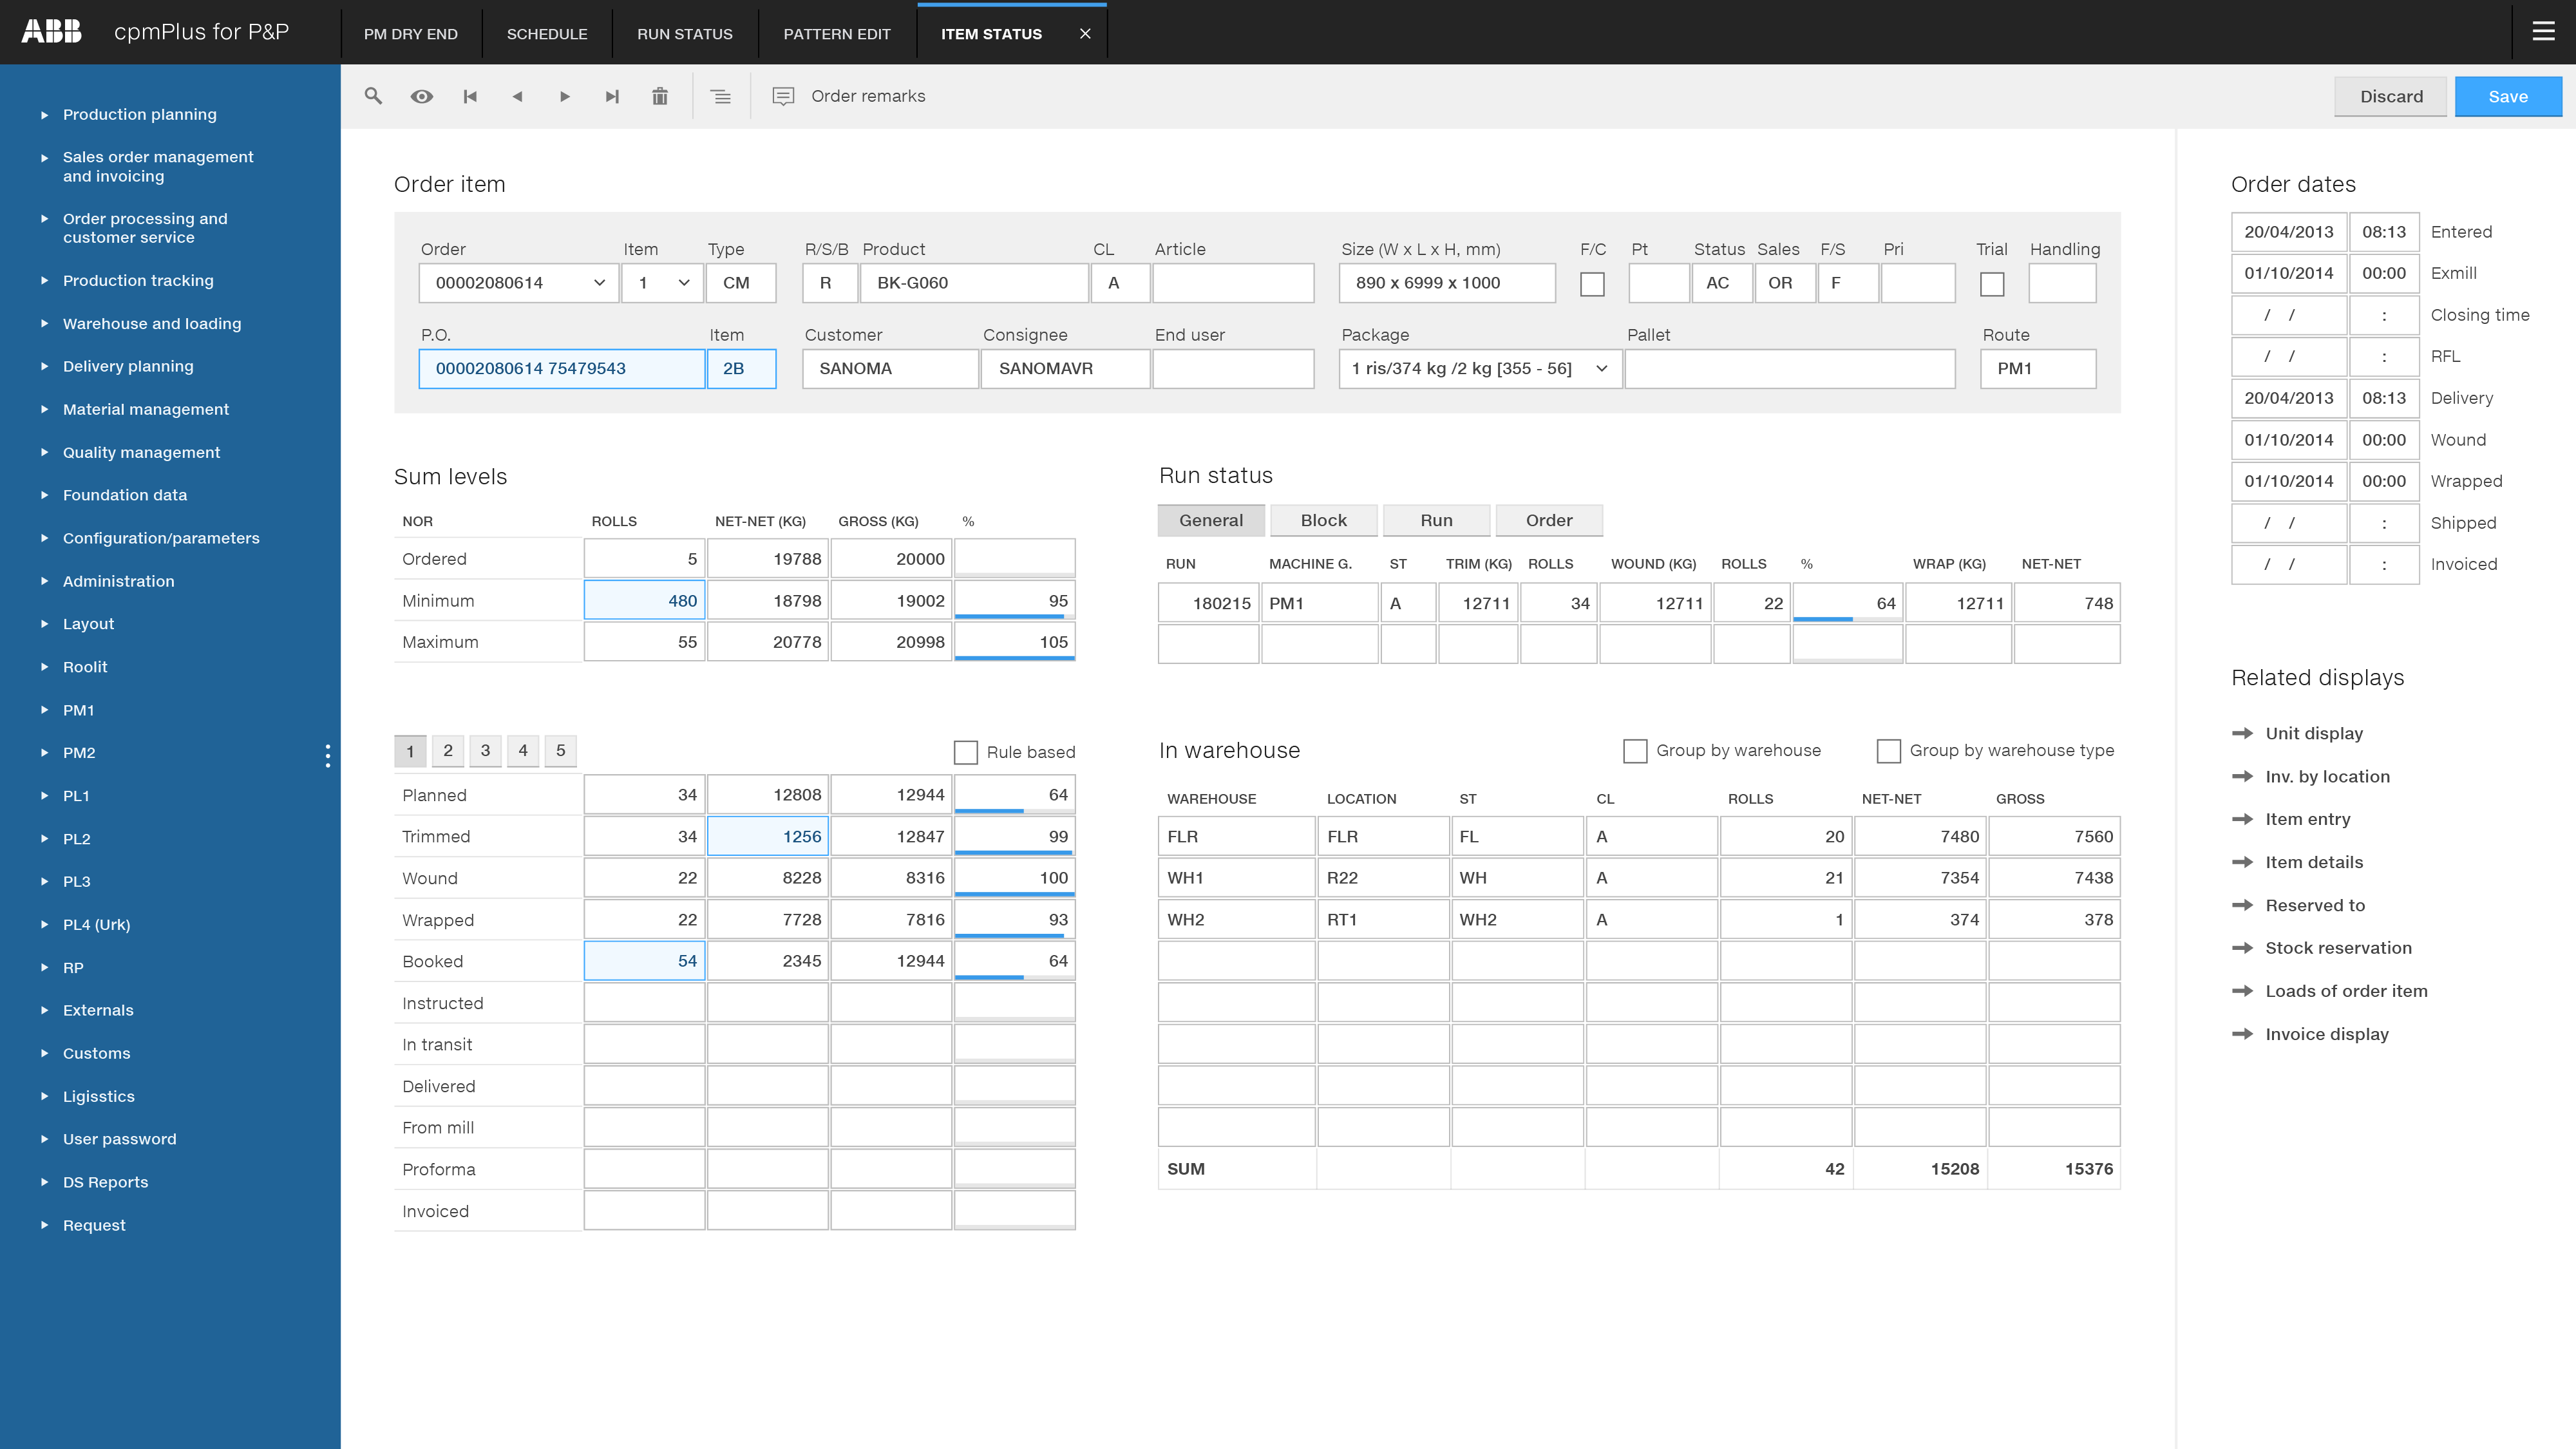 ABB
cpmPlus for P&P
PM DRY END
SCHEDULE
RUN STATUS
PATTERN EDIT
ITEM STATUS
Production planning
Sales order management
and invoicing
Order processing and
customer service
Production tracking
Warehouse and loading
Delivery planning
Material management
Quality management
Foundation data
Configuration/parameters
Administration
Layout
Roolit
PM1
PM2
PL1
PL2
PL3
PL4 (Urk)
RP
Externals
Customs
Ligisstics
User password
DS Reports
Request
Order remarks
Discard
Save
Order item
Order Item Type R/S/B Product CL Article Size (W x L x H, mm) F/C Pt Status Sales F/S Pri Trial Handling
00002080614 1 CM R BK-G060 A 890 x 6999 x 1000 AC OR F
P.O. Item Customer Consignee End user Package Pallet Route
00002080614 75479543 2B SANOMA SANOMAVR 1 ris/374 kg /2 kg [355 - 56] PM1
Sum levels
NOR ROLLS NET-NET (KG) GROSS (KG) %
Ordered 5 19788 20000
Minimum 480 18798 19002 95
Maximum 55 20778 20998 105
1 2 3 4 5 Rule based
Planned 34 12808 12944 64
Trimmed 34 1256 12847 99
Wound 22 8228 8316 100
Wrapped 22 7728 7816 93
Booked 54 2345 12944 64
Instructed
In transit
Delivered
From mill
Proforma
Invoiced
Run status
General Block Run Order
RUN MACHINE G. ST TRIM (KG) ROLLS WOUND (KG) ROLLS % WRAP (KG) NET-NET
180215 PM1 A 12711 34 12711 22 64 12711 748
In warehouse Group by warehouse Group by warehouse type
WAREHOUSE LOCATION ST CL ROLLS NET-NET GROSS
FLR FLR FL A 20 7480 7560
WH1 R22 WH A 21 7354 7438
WH2 RT1 WH2 A 1 374 378
SUM 42 15208 15376
Order dates
20/04/2013 08:13 Entered
01/10/2014 00:00 Exmill
/ / : Closing time
/ / : RFL
20/04/2013 08:13 Delivery
01/10/2014 00:00 Wound
01/10/2014 00:00 Wrapped
/ / : Shipped
/ / : Invoiced
Related displays
Unit display
Inv. by location
Item entry
Item details
Reserved to
Stock reservation
Loads of order item
Invoice display